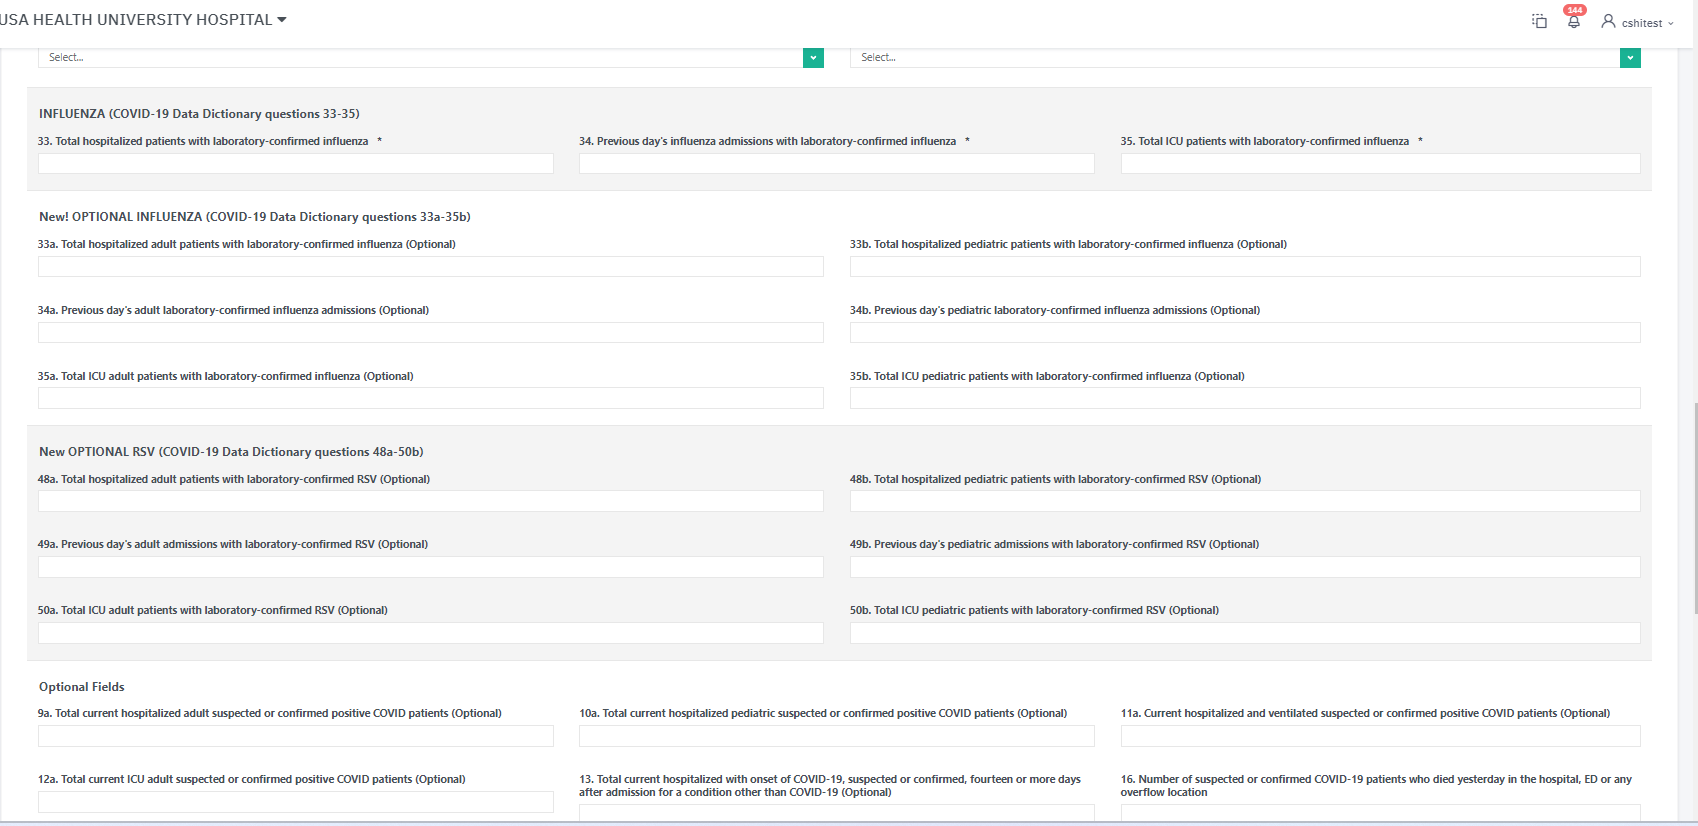 USA HEALTH UNIVERSITY HOSPITAL
144
cshitest
Select...
Select...
INFLUENZA (COVID-19 Data Dictionary questions 33-35)
33. Total hospitalized patients with laboratory-confirmed influenza *
34. Previous day's influenza admissions with laboratory-confirmed influenza *
35. Total ICU patients with laboratory-confirmed influenza *
New! OPTIONAL INFLUENZA (COVID-19 Data Dictionary questions 33a-35b)
33a. Total hospitalized adult patients with laboratory-confirmed influenza (Optional)
33b. Total hospitalized pediatric patients with laboratory-confirmed influenza (Optional)
34a. Previous day's adult laboratory-confirmed influenza admissions (Optional)
34b. Previous day's pediatric laboratory-confirmed influenza admissions (Optional)
35a. Total ICU adult patients with laboratory-confirmed influenza (Optional)
35b. Total ICU pediatric patients with laboratory-confirmed influenza (Optional)
New OPTIONAL RSV (COVID-19 Data Dictionary questions 48a-50b)
48a. Total hospitalized adult patients with laboratory-confirmed RSV (Optional)
48b. Total hospitalized pediatric patients with laboratory-confirmed RSV (Optional)
49a. Previous day's adult admissions with laboratory-confirmed RSV (Optional)
49b. Previous day's pediatric admissions with laboratory-confirmed RSV (Optional)
50a. Total ICU adult patients with laboratory-confirmed RSV (Optional)
50b. Total ICU pediatric patients with laboratory-confirmed RSV (Optional)
Optional Fields
9a. Total current hospitalized adult suspected or confirmed positive COVID patients (Optional)
10a. Total current hospitalized pediatric suspected or confirmed positive COVID patients (Optional)
11a. Current hospitalized and ventilated suspected or confirmed positive COVID patients (Optional)
12a. Total current ICU adult suspected or confirmed positive COVID patients (Optional)
13. Total current hospitalized with onset of COVID-19, suspected or confirmed, fourteen or more days
after admission for a condition other than COVID-19 (Optional)
16. Number of suspected or confirmed COVID-19 patients who died yesterday in the hospital, ED or any
overflow location